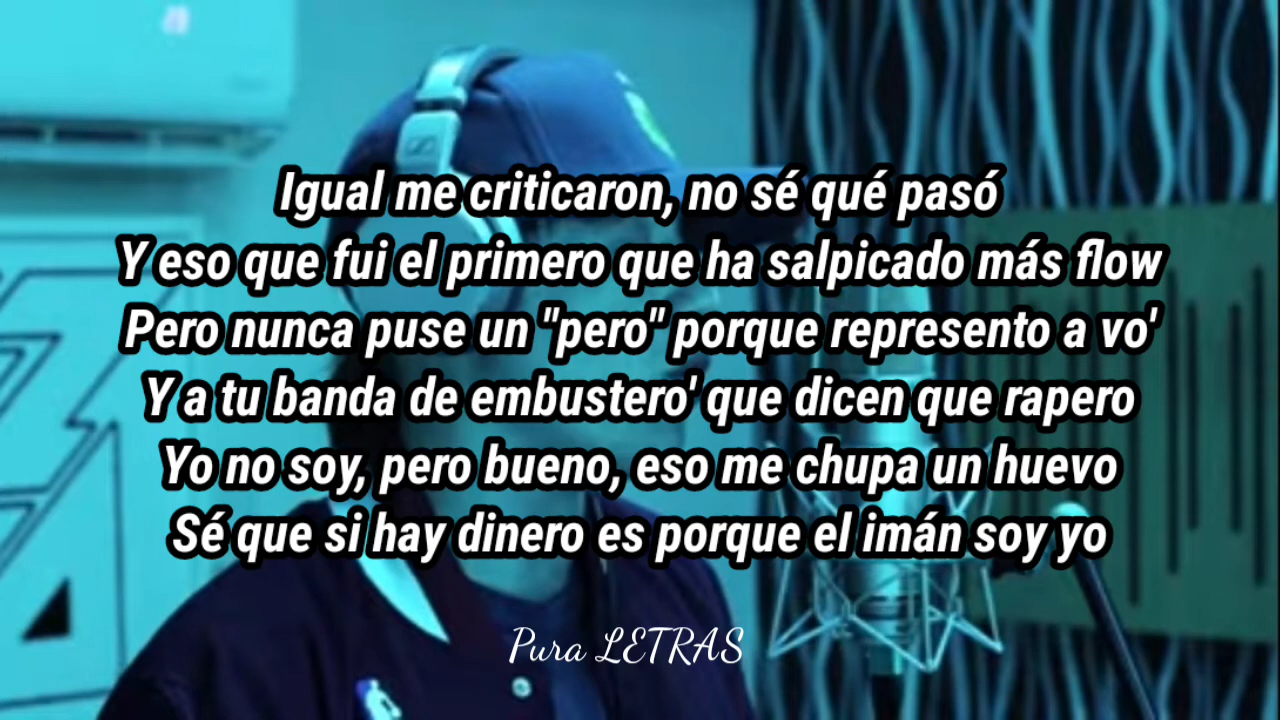 Igual me criticaron, no sé qué pasó
Y eso que fui el primero que ha salpicado más flow
Pero nunca puse un "pero" porque represento a vo'
Y a tu banda de embustero' que dicen que rapero
Yo no soy, pero bueno, eso me chupa un huevo
Sé que si hay dinero es porque el imán soy yo
Pura LETRAS